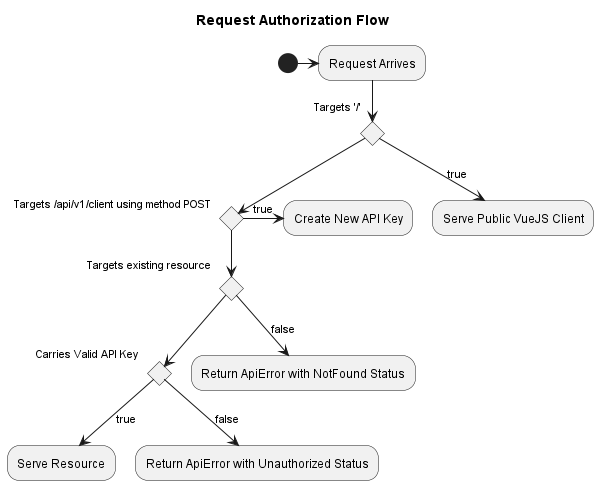 Request Authorization Flow
Request Arrives
Targets '/'
true
Targets /api/v1/client using method POST
true
Create New API Key
Serve Public VueJS Client
Targets existing resource
false
Carries Valid API Key
Return ApiError with NotFound Status
true
false
Serve Resource
Return ApiError with Unauthorized Status